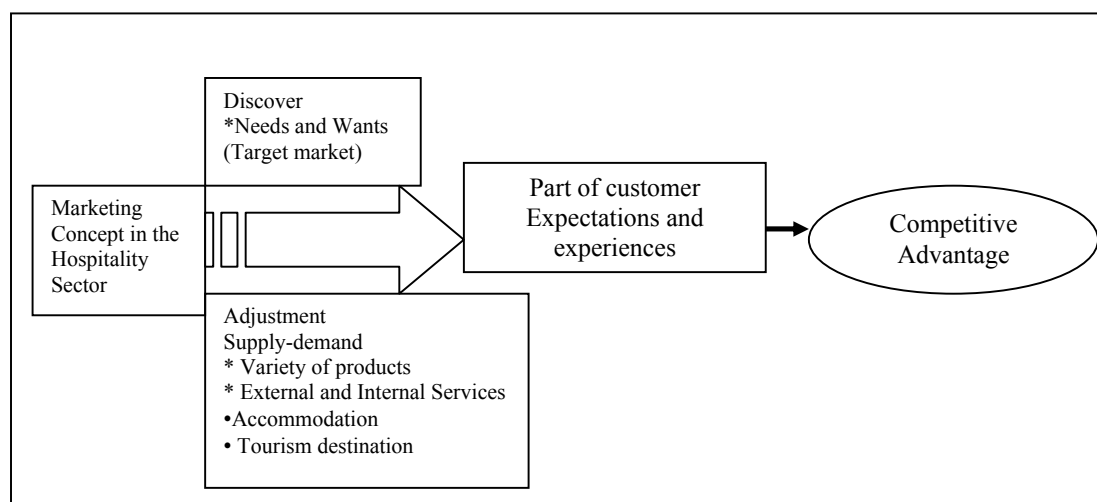 Discover
*Needs and Wants
(Target market)
Marketing
Concept in the
Hospitality
Sector
Part of customer
Expectations and
experiences
Competitive
Advantage
Adjustment
Supply-demand
* Variety of products
* External and Internal Services
•Accommodation
• Tourism destination